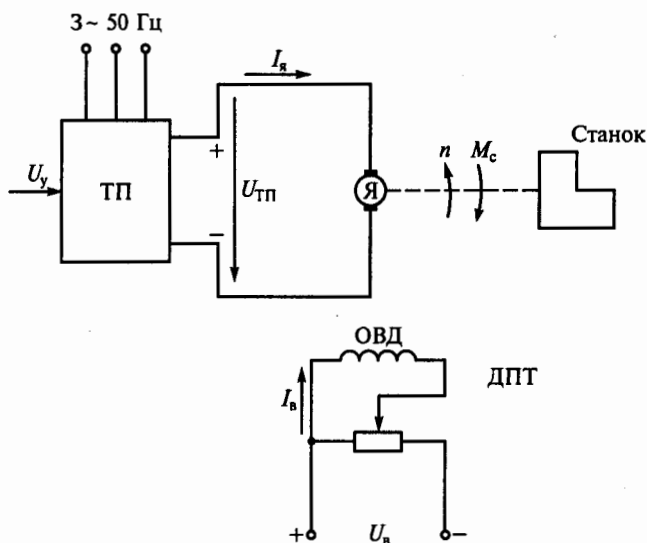 3~ 50 Гц
Iя
Uу
ТП
+
−
UТП
Я
n
Mс
Станок
ОВД
Iв
ДПТ
+
Uв
−